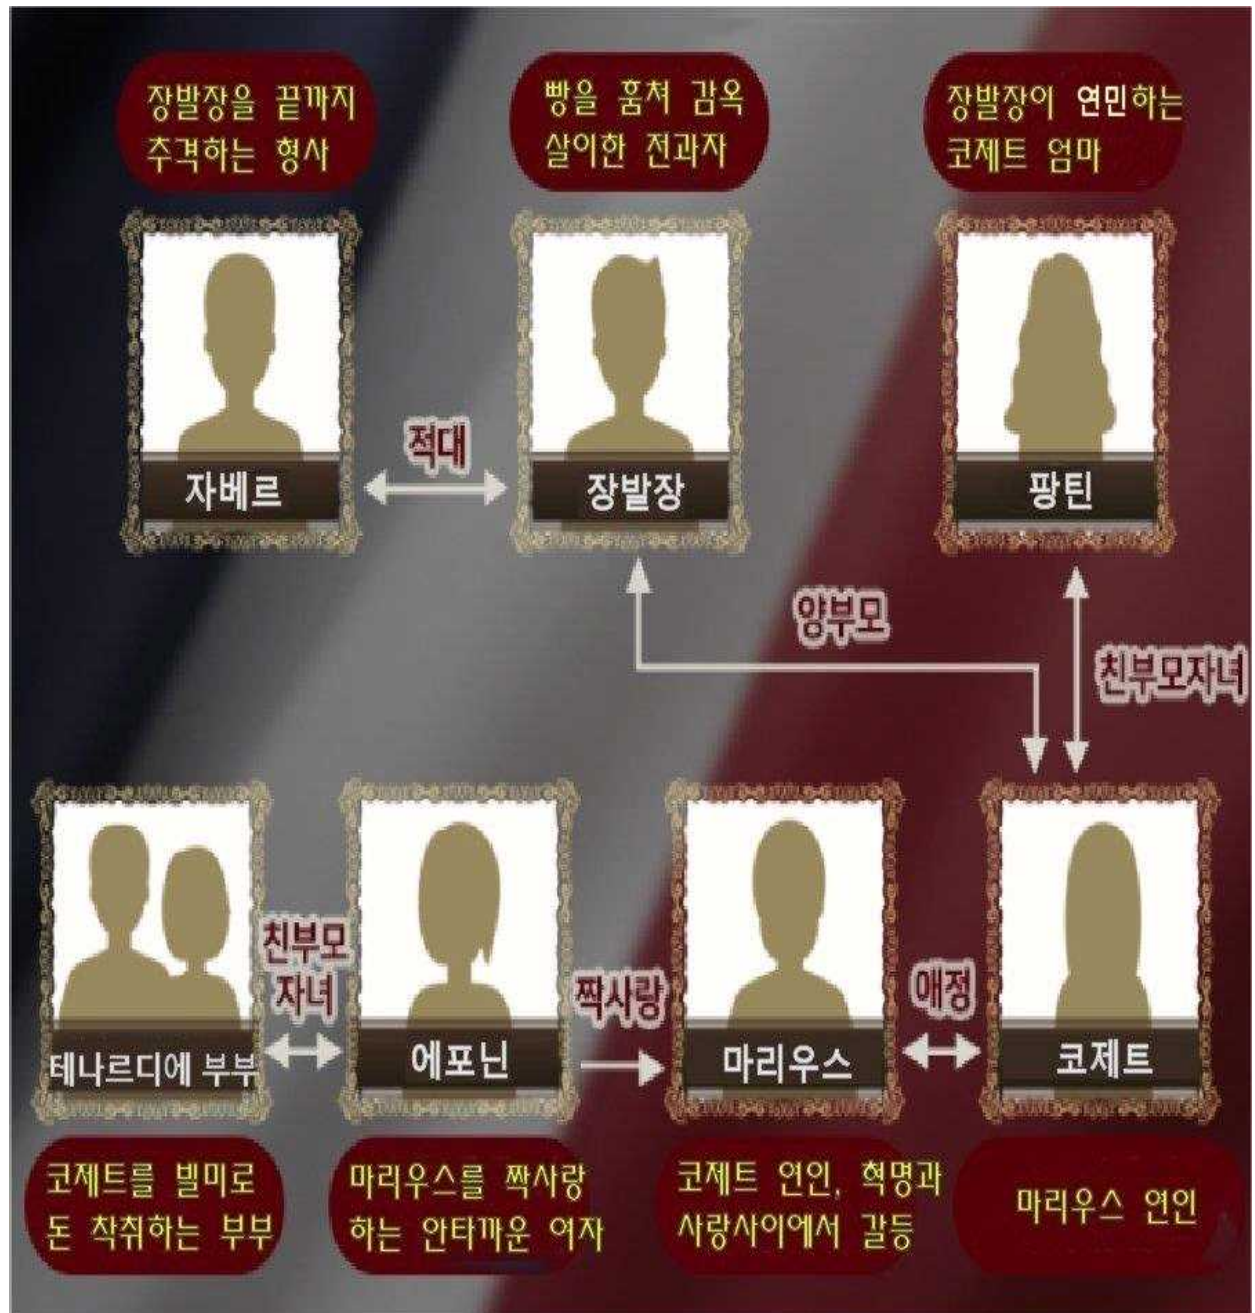 장발장을 끝까지
추격하는 형사
빵을 훔쳐 감옥
살이한 전과자
장발장이 연민하는
코제트 엄마
적대
자베르
장발장
팡틴
양부모
친부모자녀
친부모
자녀
짝사랑
애정
테나르디에 부부
에포닌
마리우스
코제트
코제트를 빌미로
돈 착취하는 부부
마리우스를 짝사랑
하는 안타까운 여자
코제트 연인, 혁명과
사랑사이에서 갈등
마리우스 연인